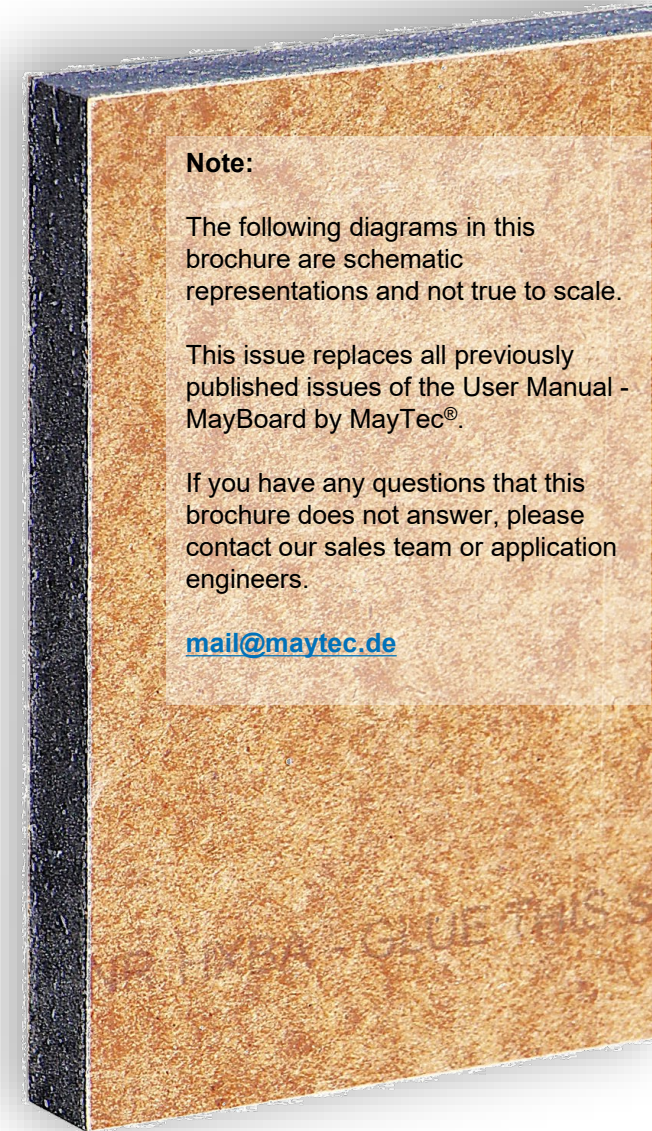 Note:
The following diagrams in this
brochure are schematic
representations and not true to scale.
This issue replaces all previously
published issues of the User Manual -
MayBoard by MayTec®.
If you have any questions that this
brochure does not answer, please
contact our sales team or application
engineers.
mail@maytec.de
GLUE THIS S